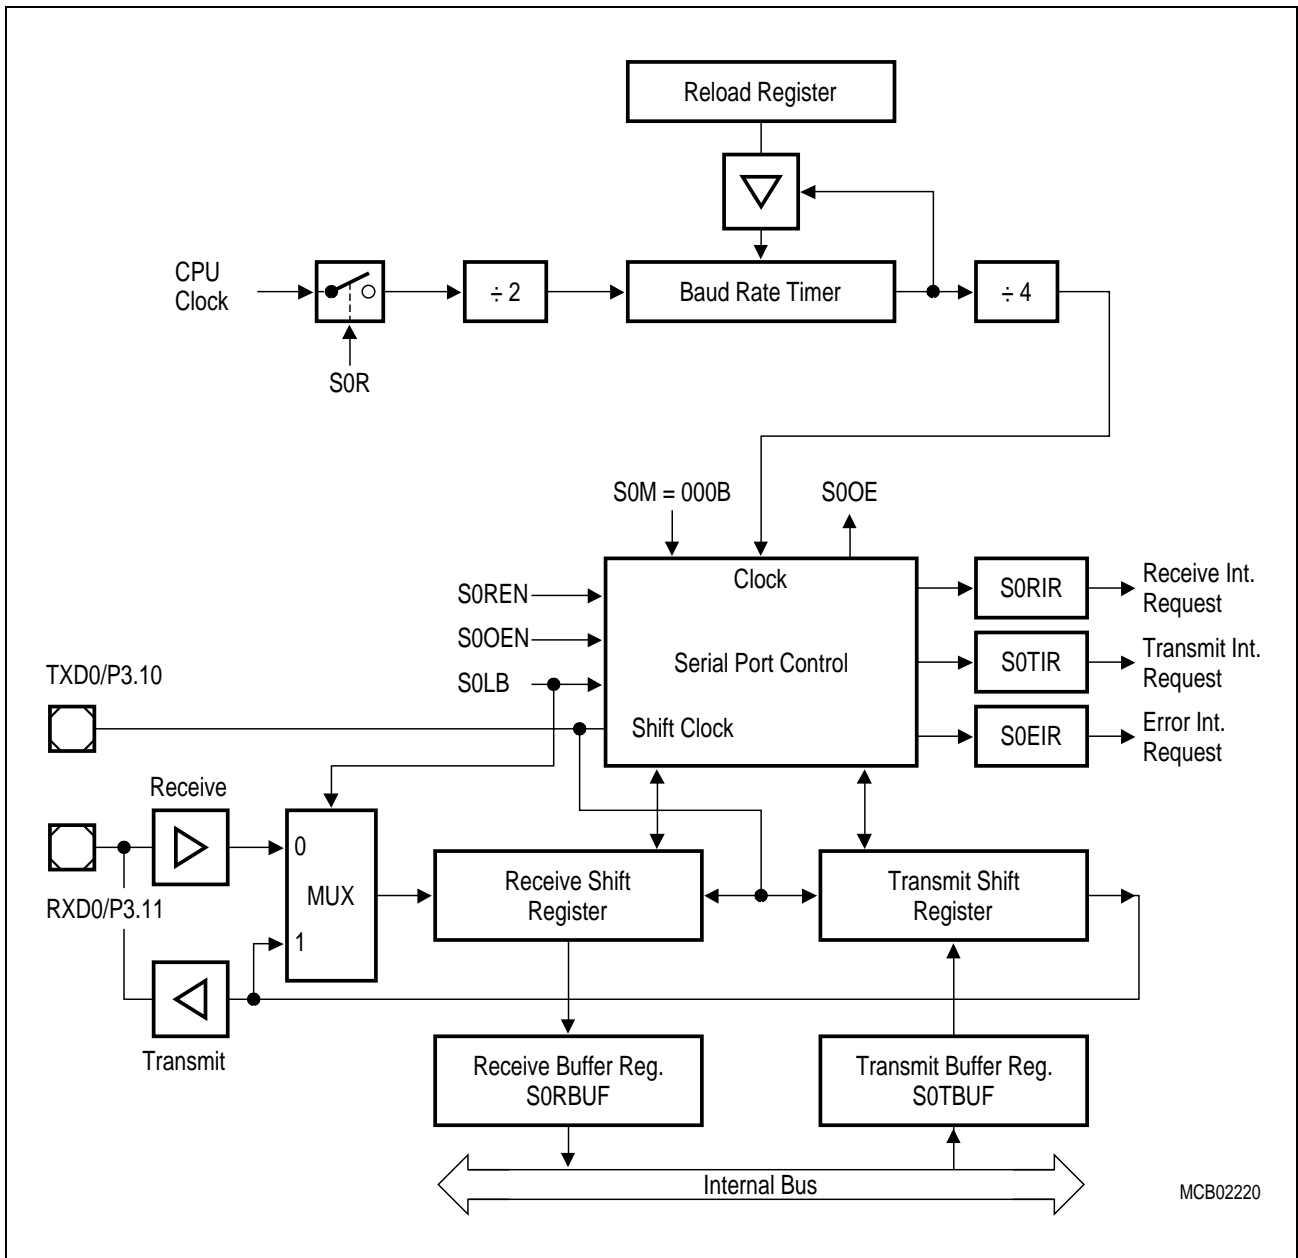 Reload Register
CPU
Clock
÷ 2
Baud Rate Timer
÷ 4
S0R
S0M = 000B
S0OE
Clock
S0REN
S0RIR
Receive Int.
Request
S0OEN
Serial Port Control
S0TIR
Transmit Int.
Request
TXD0/P3.10
S0LB
Shift Clock
S0EIR
Error Int.
Request
Receive
0
MUX
1
RXD0/P3.11
Receive Shift
Register
Transmit Shift
Register
Transmit
Receive Buffer Reg.
S0RBUF
Transmit Buffer Reg.
S0TBUF
Internal Bus
MCB02220